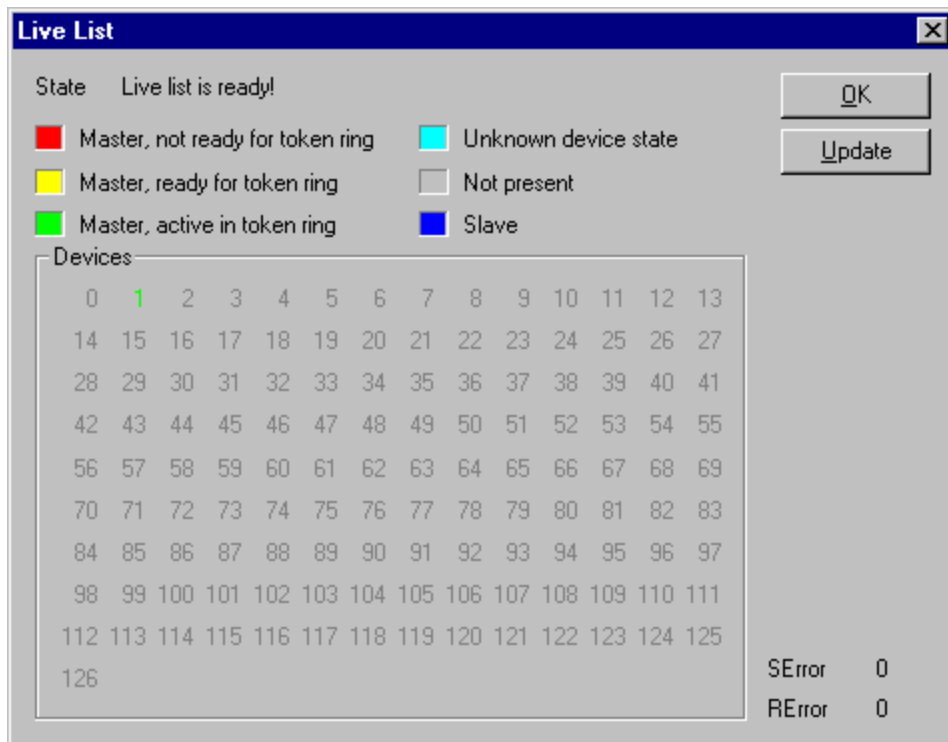 Live List
State Live list is ready!
OK
Master, not ready for token ring Unknown device state
Update
Master, ready for token ring Not present
Master, active in token ring Slave
Devices
0 1 2 3 4 5 6 7 8 9 10 11 12 13
14 15 16 17 18 19 20 21 22 23 24 25 26 27
28 29 30 31 32 33 34 35 36 37 38 39 40 41
42 43 44 45 46 47 48 49 50 51 52 53 54 55
56 57 58 59 60 61 62 63 64 65 66 67 68 69
70 71 72 73 74 75 76 77 78 79 80 81 82 83
84 85 86 87 88 89 90 91 92 93 94 95 96 97
98 99 100 101 102 103 104 105 106 107 108 109 110 111
112 113 114 115 116 117 118 119 120 121 122 123 124 125
126
SError 0
RError 0